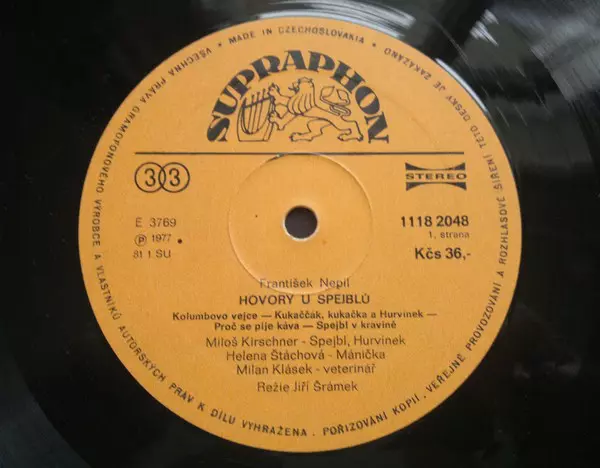 MADE IN CZECHOSLOVAKIA • VŠECHNA PRÁVA GRAMOFONOVÉHO VÝROBCE A VLASTNÍKŮ AUTORSKÝCH PRÁV K DÍLU VYHRAŽENA. POŘIZOVÁNÍ KOPIÍ, VEŘEJNÉ PROVOZOVÁNÍ A ROZHLASOVÉ ŠÍŘENÍ TÉTO DESKY JE ZAKÁZÁNO •
SUPRAPHON
33
STEREO
E 3769
Ⓟ 1977
81 1 SU
1118 2048
1. strana
Kčs 36,-
František Nepil
HOVORY U SPEJBLŮ
Kolumbovo vejce — Kukaččák, kukačka a Hurvínek —
Proč se pije káva — Spejbl v kravíně
Miloš Kirschner - Spejbl, Hurvínek
Helena Štáchová - Mánička
Milan Klásek - veterinář
Režie Jiří Šrámek